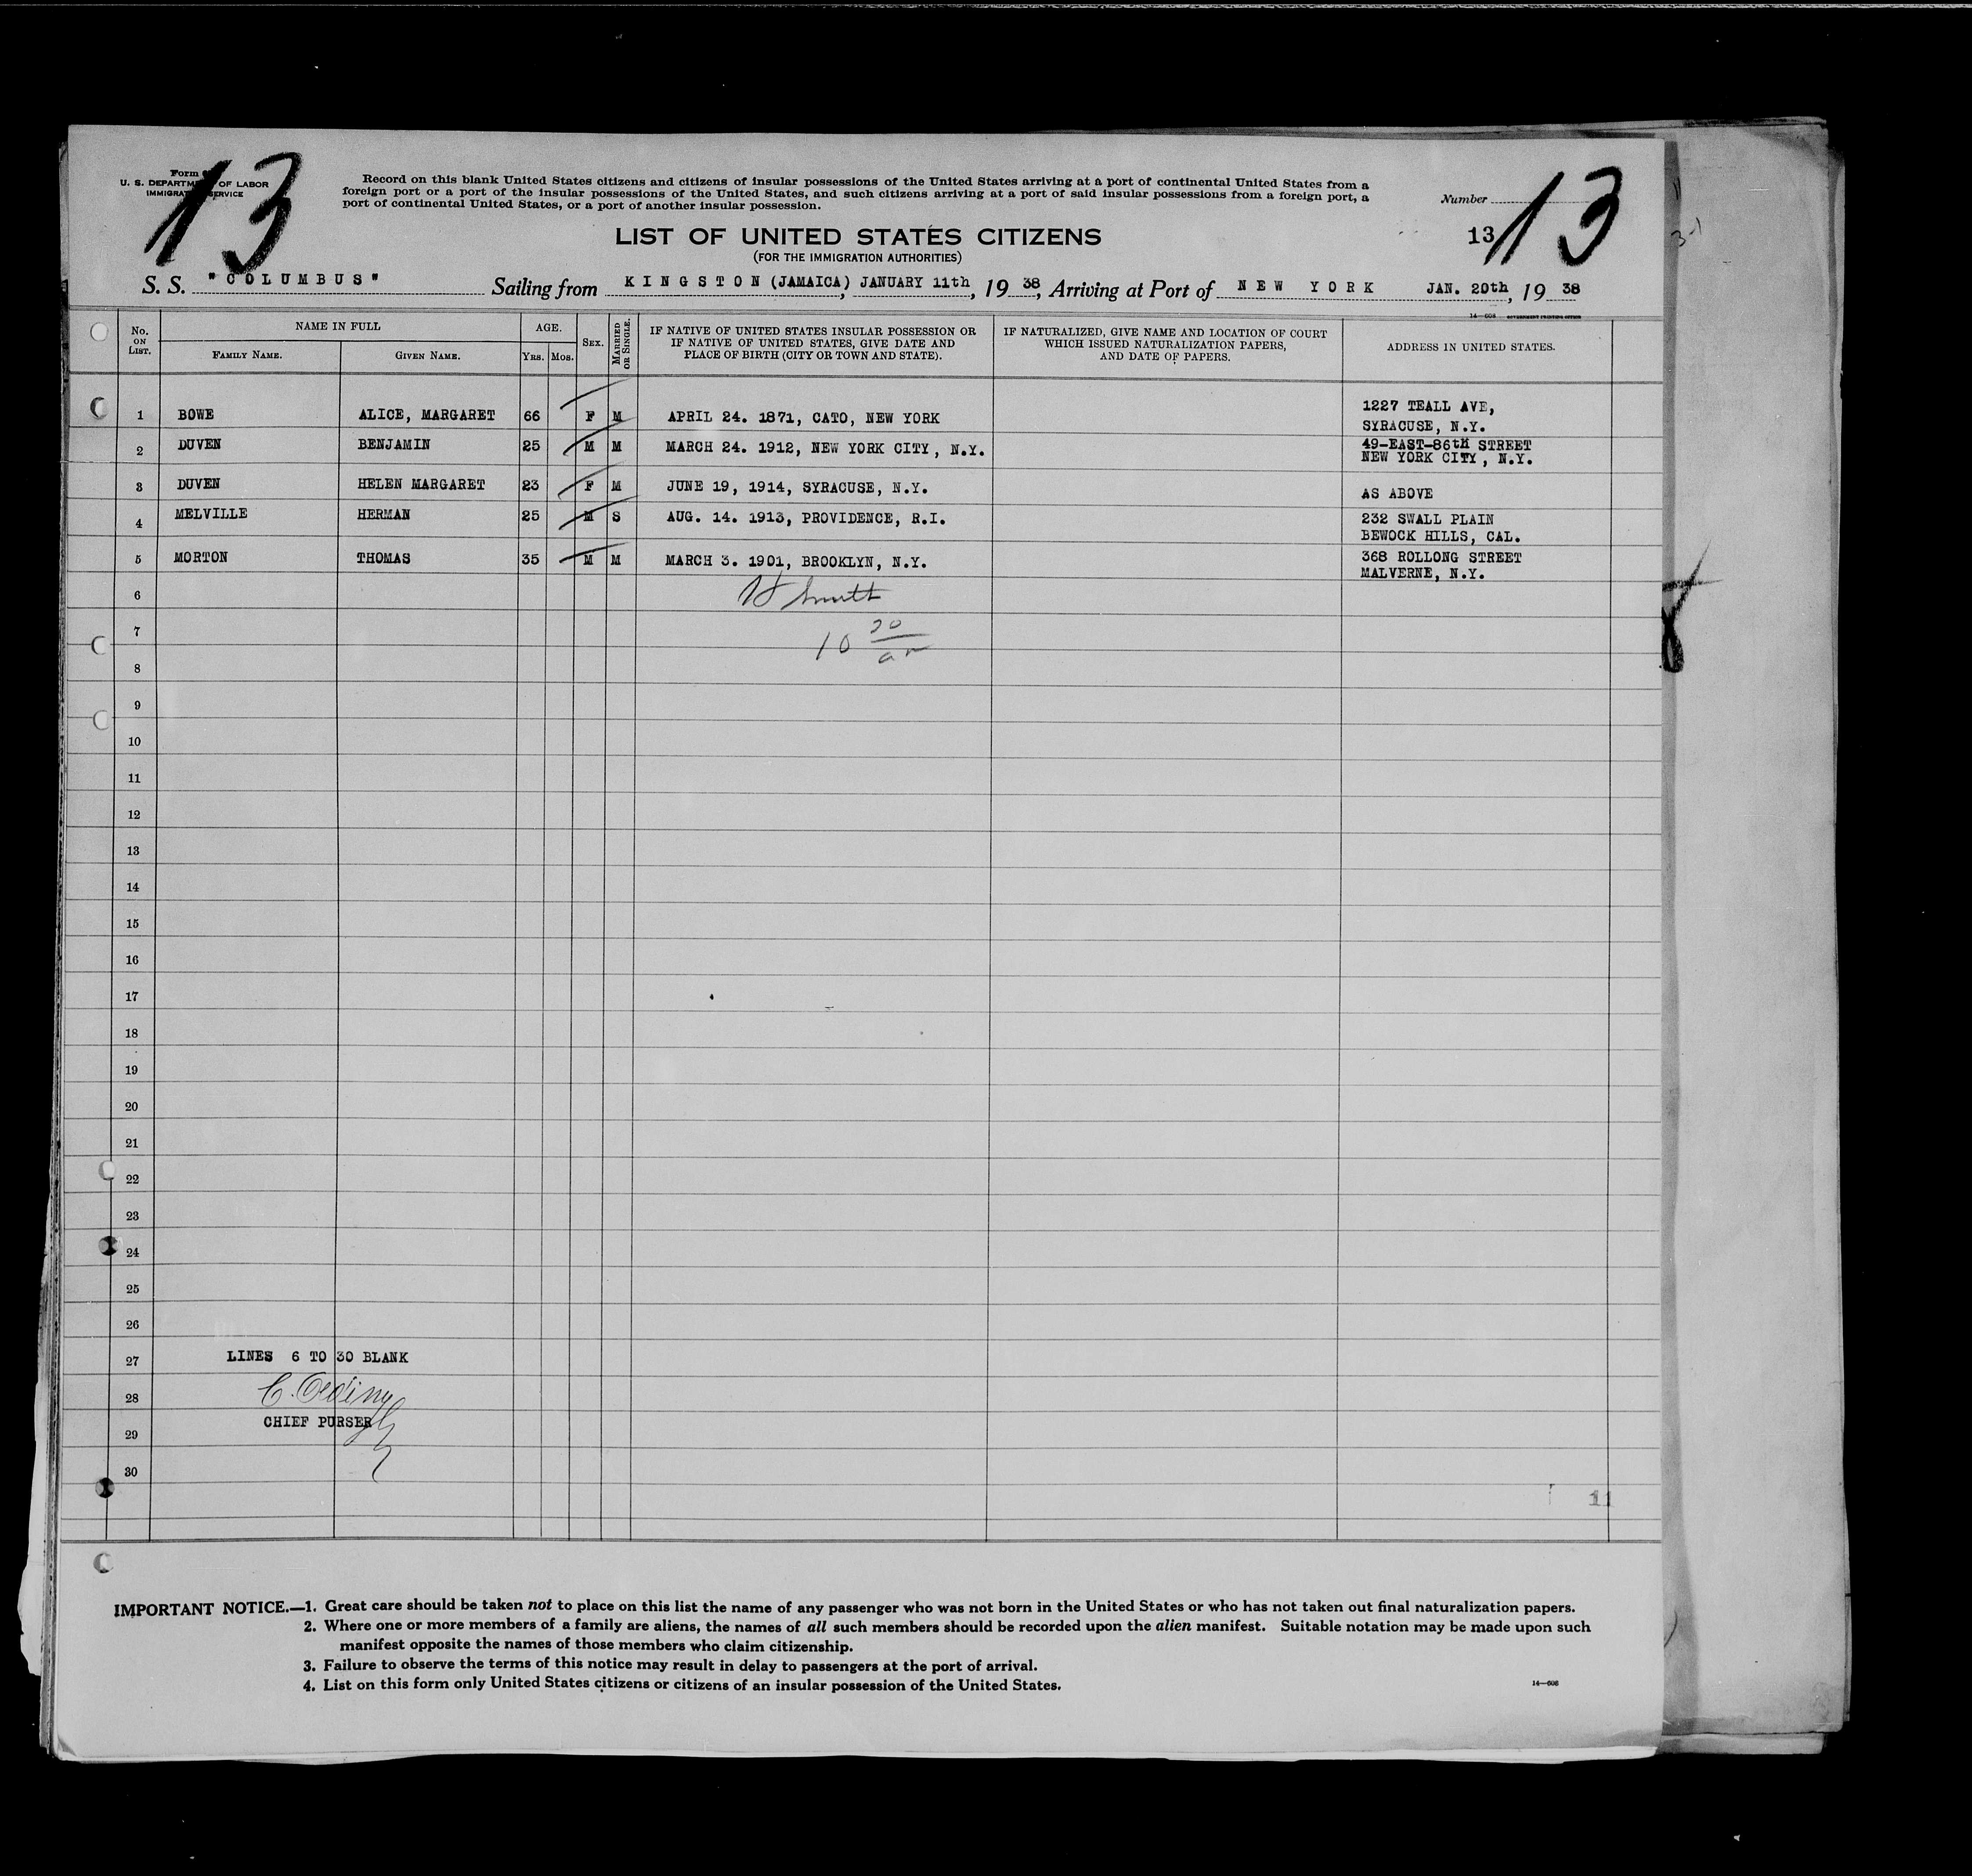 13
Form
U. S. DEPARTM OF LABOR
IMMIGRAT SERVICE
Record on this blank United States citizens and citizens of insular possessions of the United States arriving at a port of continental United States from a
foreign port or a port of the insular possessions of the United States, and such citizens arriving at a port of said insular possessions from a foreign port, a
port of continental United States, or a port of another insular possession.
Number
13
13
LIST OF UNITED STATES CITIZENS
(FOR THE IMMIGRATION AUTHORITIES)
S. S. "COLUMBUS" Sailing from KINGSTON (JAMAICA), JANUARY 11th, 19 38, Arriving at Port of NEW YORK JAN. 20th, 19 38
14—608 GOVERNMENT PRINTING OFFICE
No. ON LIST. NAME IN FULL FAMILY NAME. GIVEN NAME. AGE. YRS. MOS. SEX. MARRIED OR SINGLE. IF NATIVE OF UNITED STATES INSULAR POSSESSION OR IF NATIVE OF UNITED STATES, GIVE DATE AND PLACE OF BIRTH (CITY OR TOWN AND STATE). IF NATURALIZED, GIVE NAME AND LOCATION OF COURT WHICH ISSUED NATURALIZATION PAPERS, AND DATE OF PAPERS. ADDRESS IN UNITED STATES.
1 BOWE ALICE, MARGARET 66 F M APRIL 24. 1871, CATO, NEW YORK 1227 TEALL AVE,
SYRACUSE, N.Y.
2 DUVEN BENJAMIN 25 M M MARCH 24. 1912, NEW YORK CITY, N.Y. 49-EAST-86th STREET
NEW YORK CITY, N.Y.
3 DUVEN HELEN MARGARET 23 F M JUNE 19, 1914, SYRACUSE, N.Y. AS ABOVE
4 MELVILLE HERMAN 25 M S AUG. 14. 1913, PROVIDENCE, R.I. 232 SWALL PLAIN
BEWOCK HILLS, CAL.
5 MORTON THOMAS 35 M M MARCH 3. 1901, BROOKLYN, N.Y. 368 ROLLONG STREET
MALVERNE, N.Y.
6 Smith
7
8
9
10
11
12
13
14
15
16
17
18
19
20
21
22
23
24
25
26
27 LINES 6 TO 30 BLANK
28
CHIEF PURSER
29
30
11
IMPORTANT NOTICE.—1. Great care should be taken not to place on this list the name of any passenger who was not born in the United States or who has not taken out final naturalization papers.
2. Where one or more members of a family are aliens, the names of all such members should be recorded upon the alien manifest. Suitable notation may be made upon such
manifest opposite the names of those members who claim citizenship.
3. Failure to observe the terms of this notice may result in delay to passengers at the port of arrival.
4. List on this form only United States citizens or citizens of an insular possession of the United States.
14—608